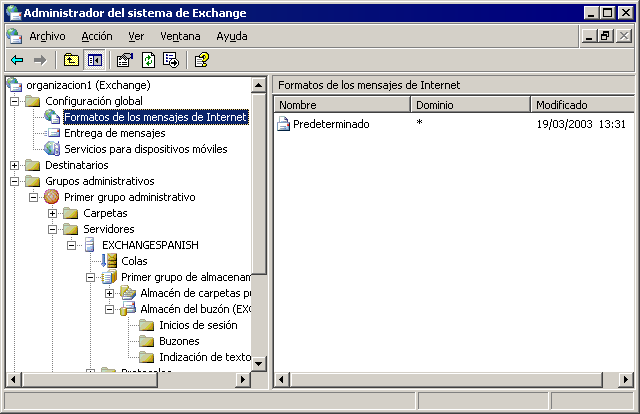 Administrador del sistema de Exchange
Archivo Acción Ver Ventana Ayuda
organizacion1 (Exchange)
Configuración global
Formatos de los mensajes de Internet
Entrega de mensajes
Servicios para dispositivos móviles
Destinatarios
Grupos administrativos
Primer grupo administrativo
Carpetas
Servidores
EXCHANGESPANISH
Colas
Primer grupo de almacenam
Almacén de carpetas pú
Almacén del buzón (EXC
Inicios de sesión
Buzones
Indización de texto
Formatos de los mensajes de Internet
Nombre Dominio Modificado
Predeterminado * 19/03/2003 13:31